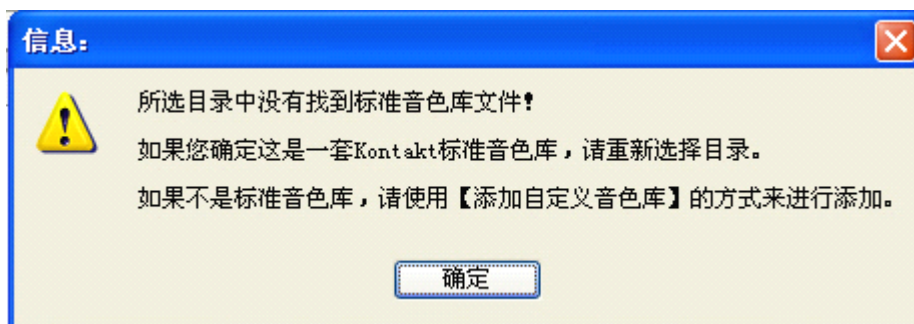 信息:
所选目录中没有找到标准音色库文件!
如果您确定这是一套Kontakt标准音色库，请重新选择目录。
如果不是标准音色库，请使用【添加自定义音色库】的方式来进行添加。
确定